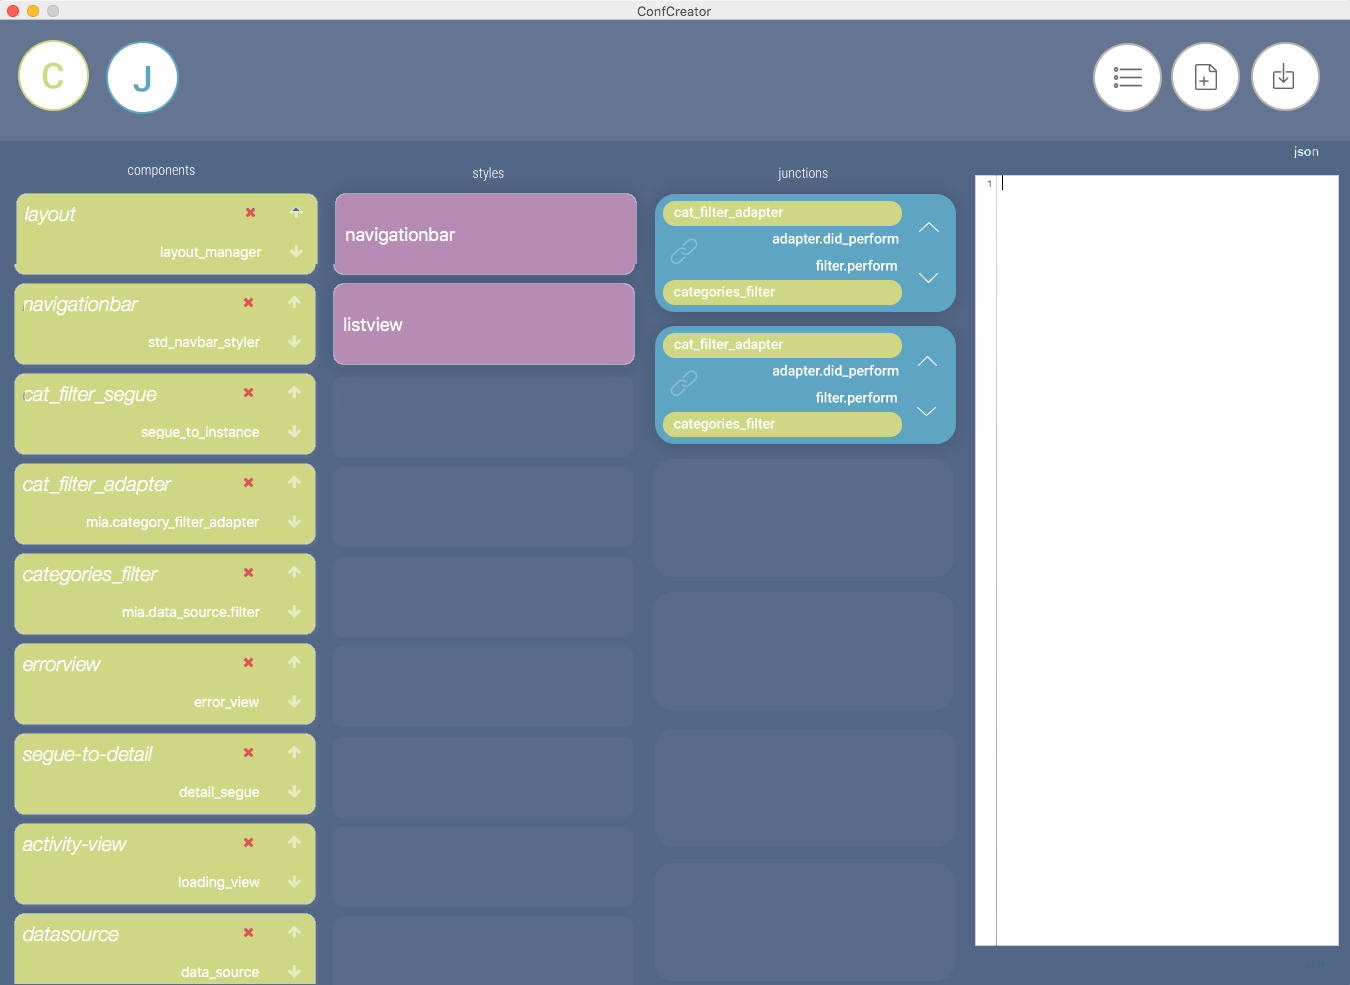 ConfCreator
C
J
json
components
styles
junctions
layout
layout_manager
navigationbar
std_navbar_styler
cat_filter_segue
segue_to_instance
cat_filter_adapter
mia.category_filter_adapter
categories_filter
mia.data_source.filter
errorview
error_view
segue-to-detail
detail_segue
activity-view
loading_view
datasource
data_source
navigationbar
listview
cat_filter_adapter
adapter.did_perform
filter.perform
categories_filter
cat_filter_adapter
adapter.did_perform
filter.perform
categories_filter
1